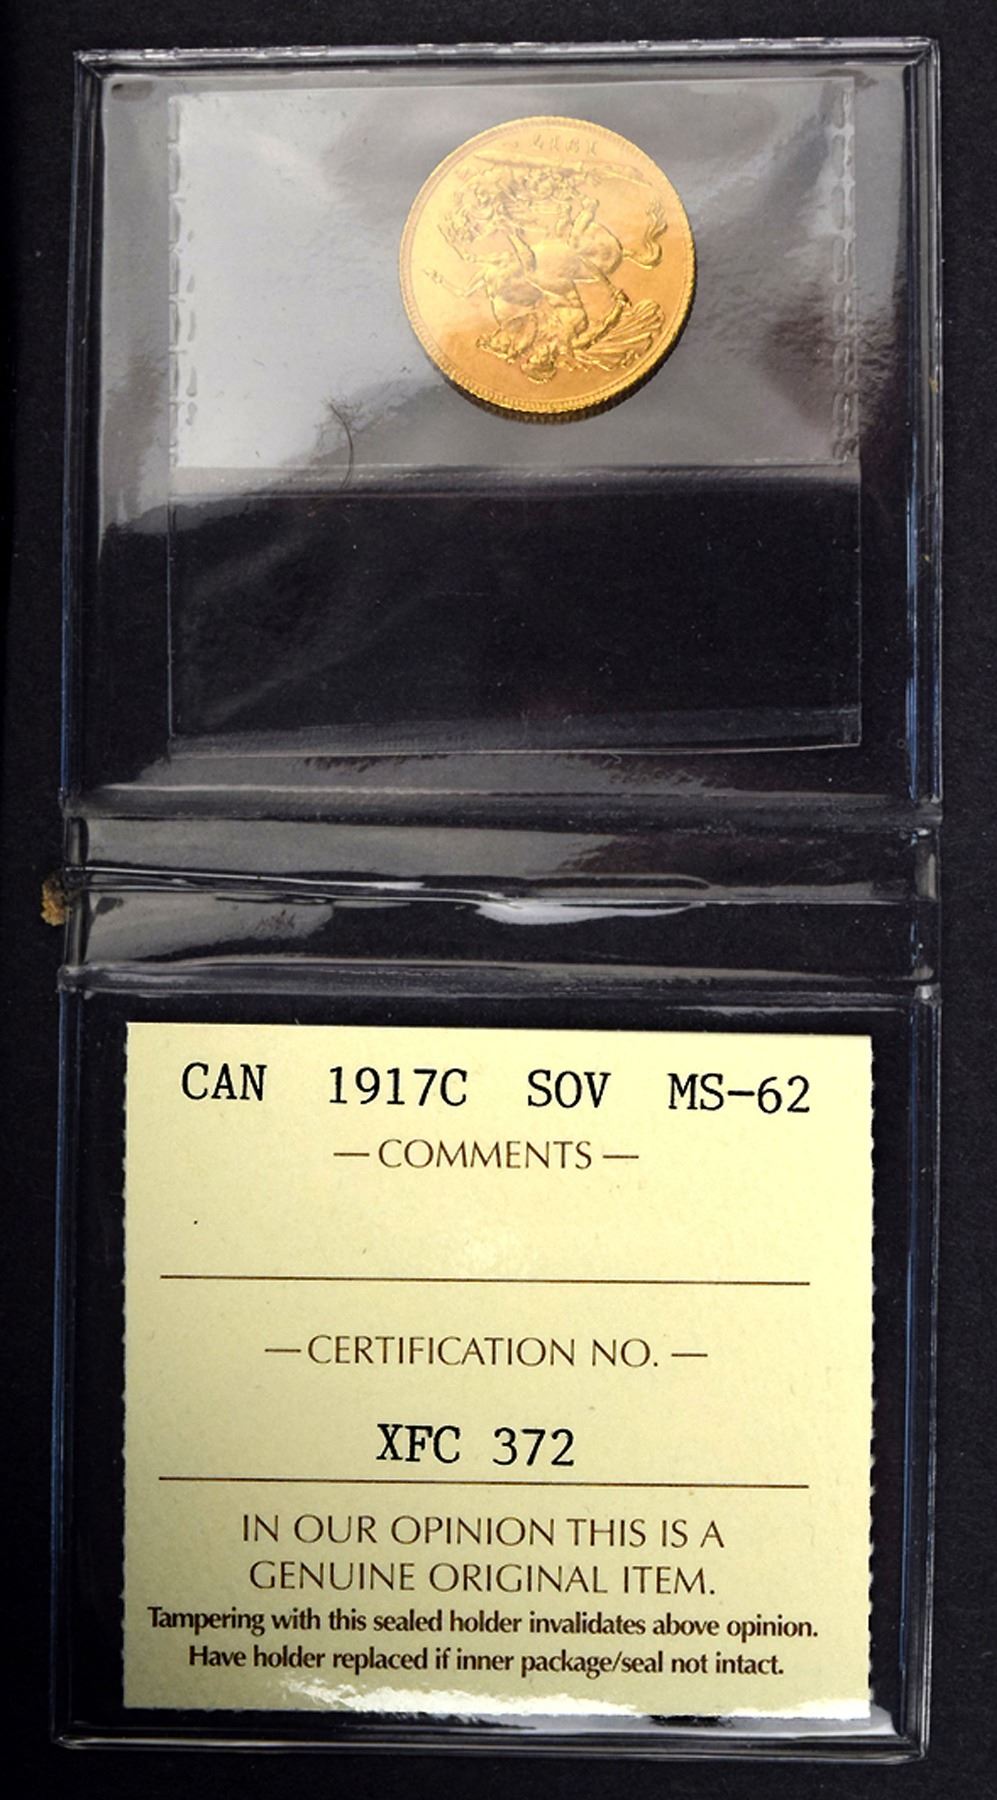 1917
CAN 1917C SOV MS-62
— COMMENTS —
— CERTIFICATION NO. —
XFC 372
IN OUR OPINION THIS IS A
GENUINE ORIGINAL ITEM.
Tampering with this sealed holder invalidates above opinion.
Have holder replaced if inner package/seal not intact.